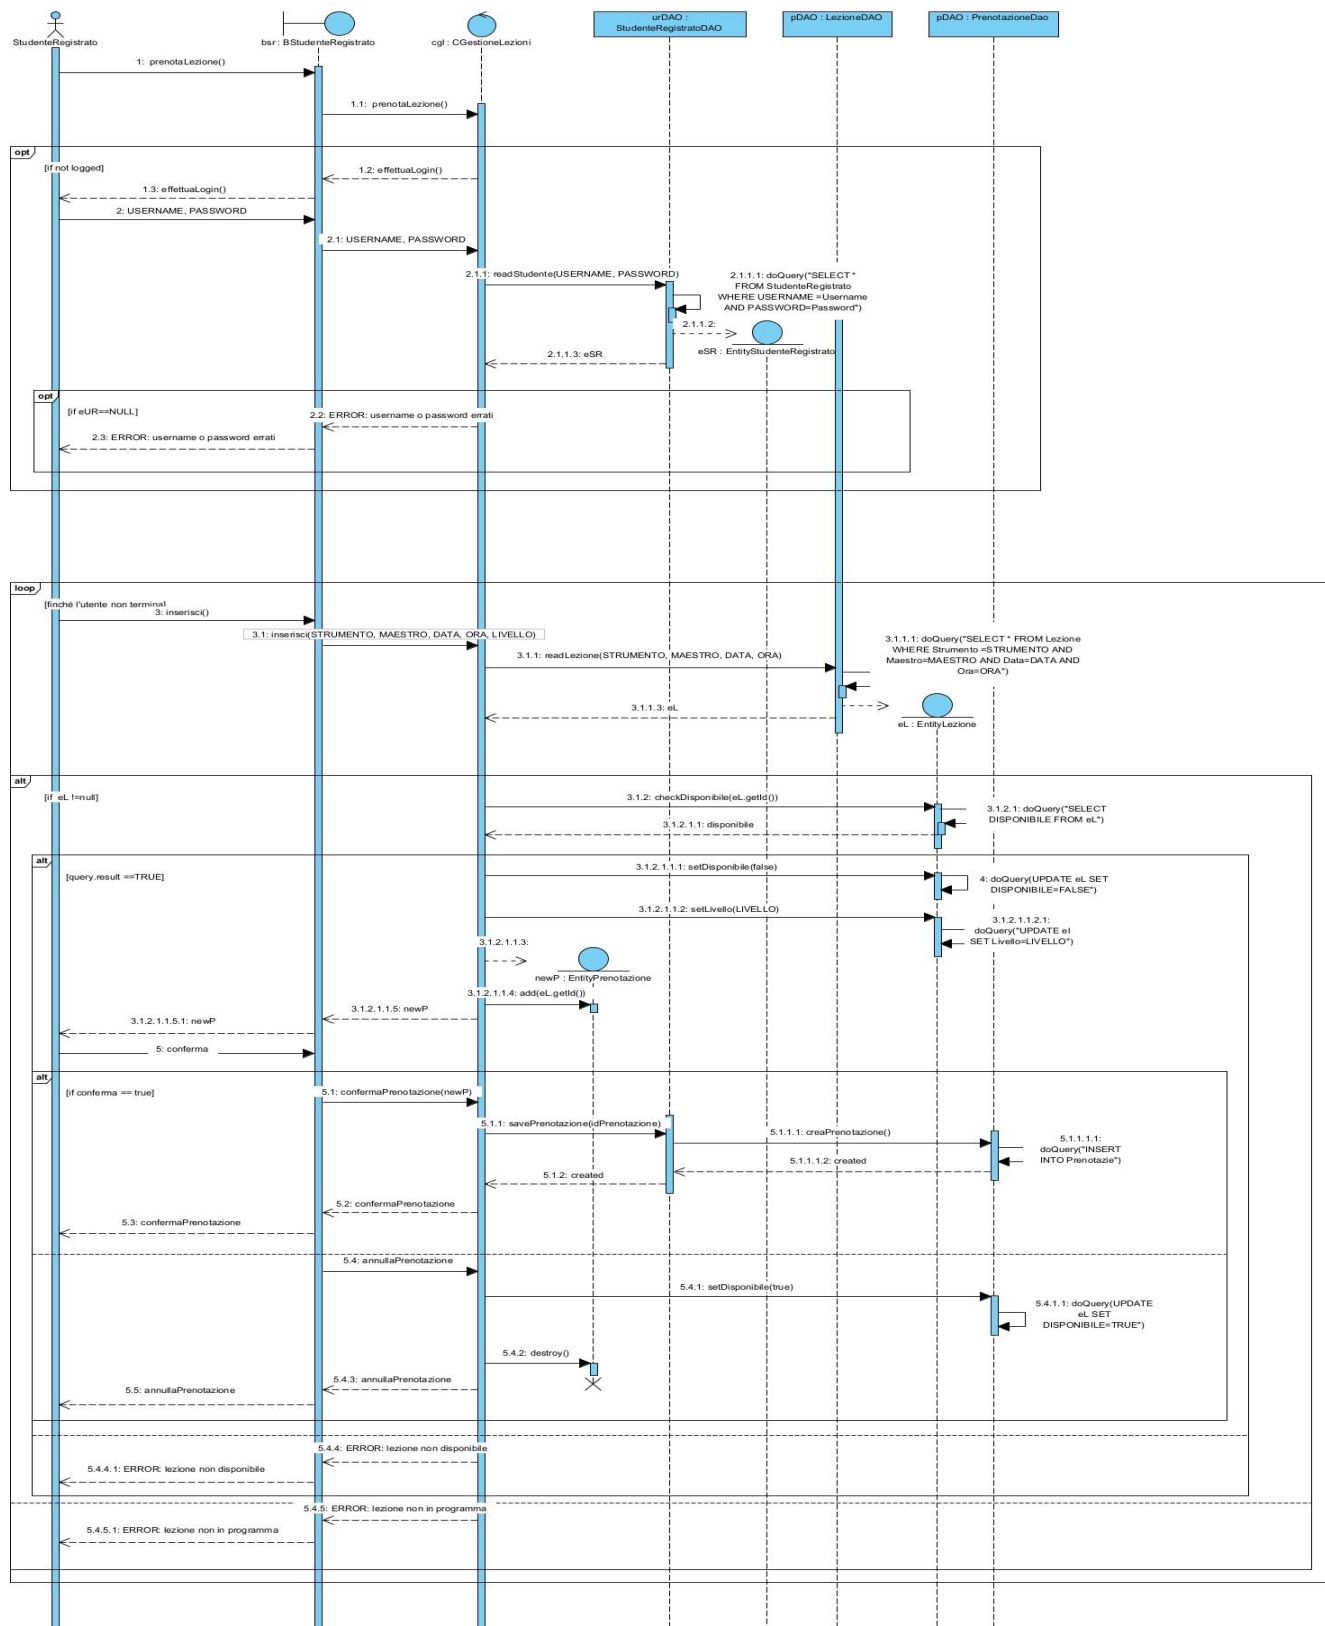 StudenteRegistrato
bsr : BStudenteRegistrato
cgl : CGestioneLezioni
urDAO :
StudenteRegistratoDAO
pDAO : LezioneDAO
pDAO : PrenotazioneDao
1: prenotaLezione()
1.1: prenotaLezione()
opt
[if not logged]
1.2: effettuaLogin()
1.3: effettuaLogin()
2: USERNAME, PASSWORD
2.1: USERNAME, PASSWORD
2.1.1: readStudente(USERNAME, PASSWORD)
2.1.1.1: doQuery("SELECT *
FROM StudenteRegistrato
WHERE USERNAME =Username
AND PASSWORD=Password")
2.1.1.2:
eSR : EntityStudenteRegistrato
2.1.1.3: eSR
opt
[if eUR==NULL]
2.2: ERROR: username o password errati
2.3: ERROR: username o password errati
loop
[finché l'utente non termina]
3: inserisci()
3.1: inserisci(STRUMENTO, MAESTRO, DATA, ORA, LIVELLO)
3.1.1: readLezione(STRUMENTO, MAESTRO, DATA, ORA)
3.1.1.1: doQuery("SELECT * FROM Lezione
WHERE Strumento =STRUMENTO AND
Maestro=MAESTRO AND Data=DATA AND
Ora=ORA")
3.1.1.3: eL
eL : EntityLezione
alt
[if eL !=null]
3.1.2: checkDisponibile(eL.getId())
3.1.2.1: doQuery("SELECT
DISPONIBILE FROM eL")
3.1.2.1.1: disponibile
alt
[query.result ==TRUE]
3.1.2.1.1.1: setDisponibile(false)
4: doQuery(UPDATE eL SET
DISPONIBILE=FALSE")
3.1.2.1.1.2: setLivello(LIVELLO)
3.1.2.1.1.2.1:
doQuery("UPDATE el
SET Livello=LIVELLO")
3.1.2.1.1.3:
newP : EntityPrenotazione
3.1.2.1.1.4: add(eL.getId())
3.1.2.1.1.5: newP
3.1.2.1.1.5.1: newP
5: conferma
alt
[if conferma == true]
5.1: confermaPrenotazione(newP)
5.1.1: savePrenotazione(idPrenotazione)
5.1.1.1: creaPrenotazione()
5.1.1.1.1:
doQuery("INSERT
INTO Prenotazie")
5.1.1.1.2: created
5.1.2: created
5.2: confermaPrenotazione
5.3: confermaPrenotazione
5.4: annullaPrenotazione
5.4.1: setDisponibile(true)
5.4.1.1: doQuery(UPDATE
eL SET
DISPONIBILE=TRUE")
5.4.2: destroy()
5.4.3: annullaPrenotazione
5.5: annullaPrenotazione
5.4.4: ERROR: lezione non disponibile
5.4.4.1: ERROR: lezione non disponibile
5.4.5: ERROR: lezione non in programma
5.4.5.1: ERROR: lezione non in programma